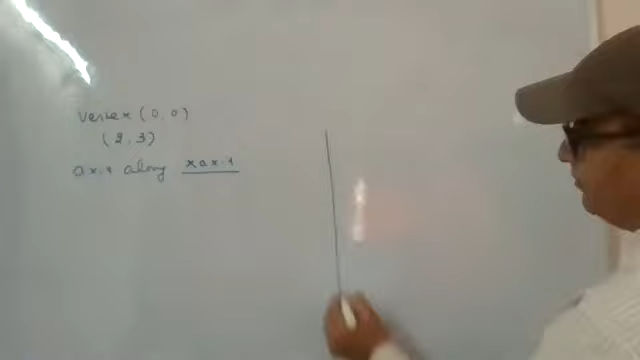 Vertex (0,0)
(2,3)
axis along x axis